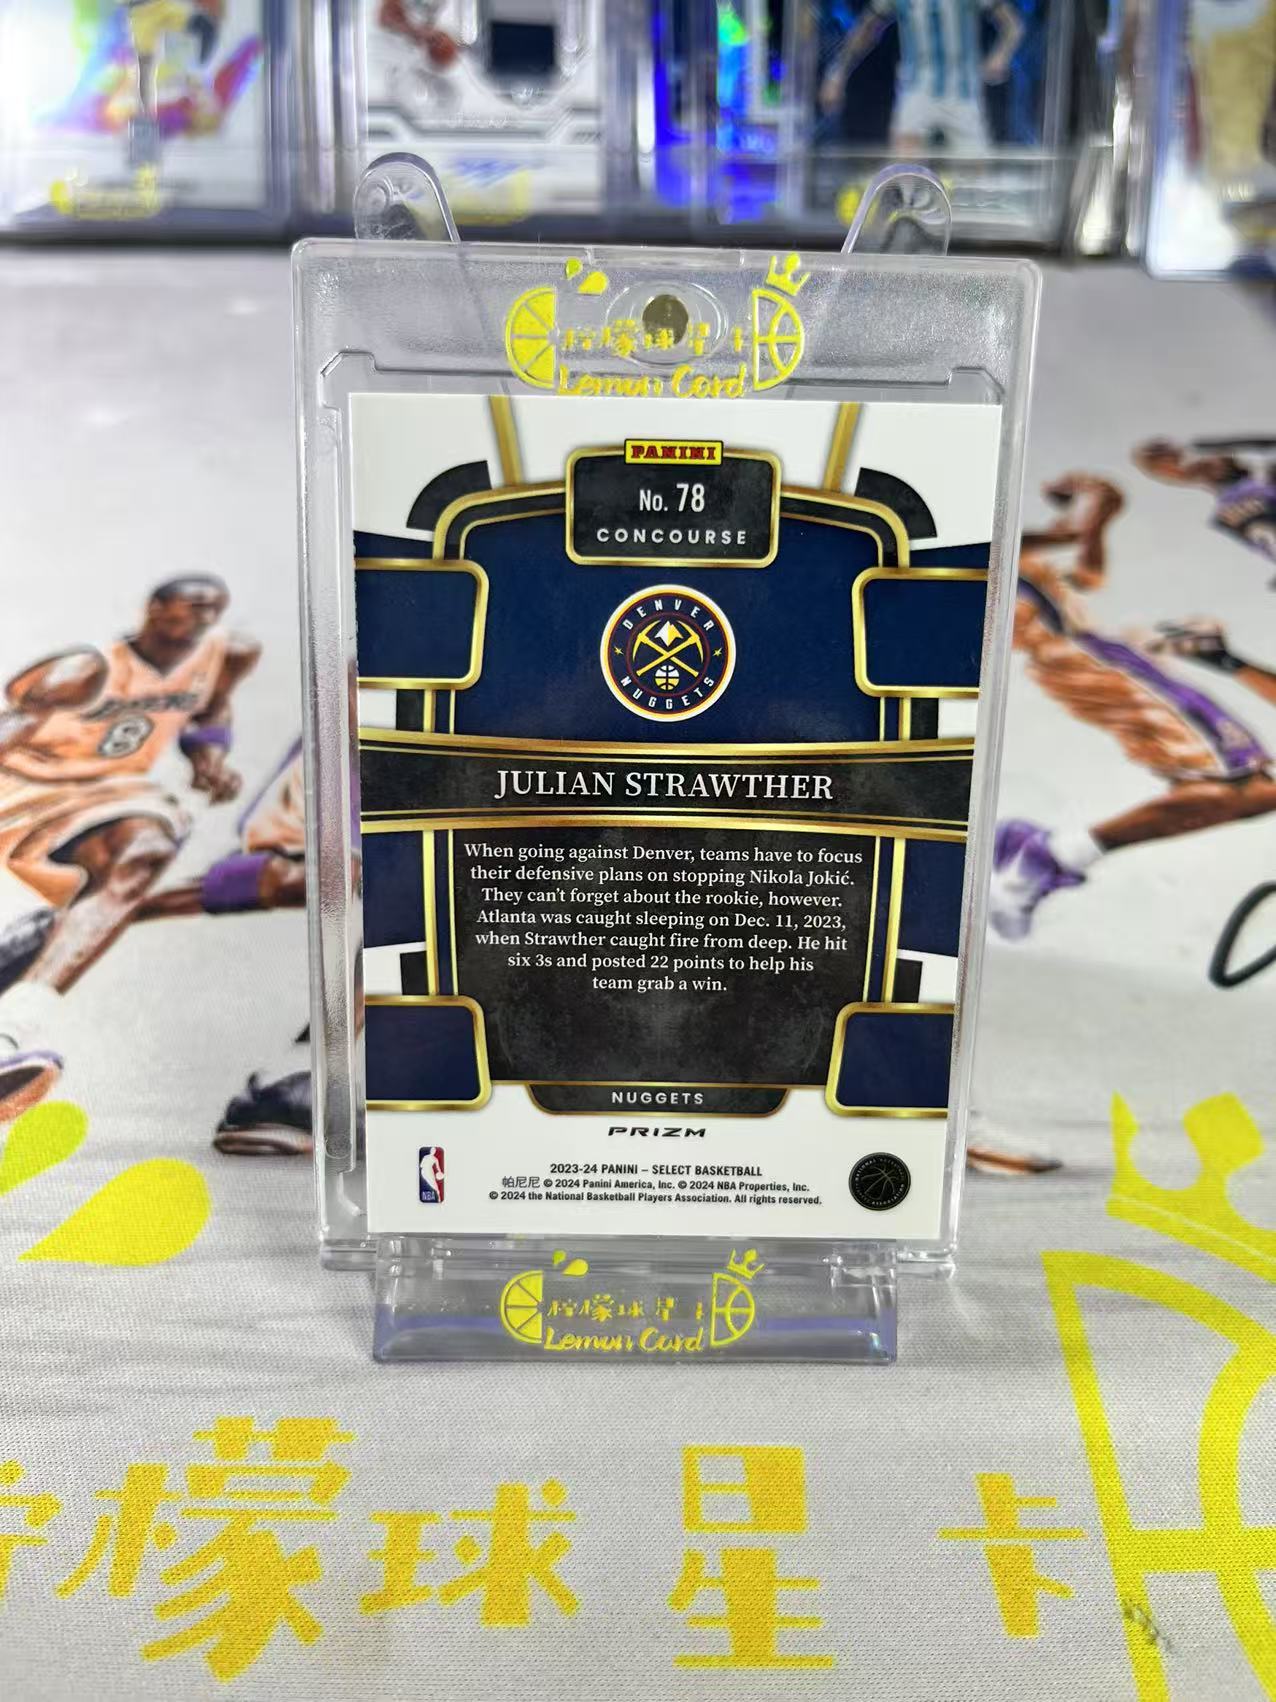 柠檬球星卡
Lemon Card
PANINI
No. 78
CONCOURSE
DENVER
NUGGETS
JULIAN STRAWTHER
When going against Denver, teams have to focus
their defensive plans on stopping Nikola Jokić.
They can't forget about the rookie, however.
Atlanta was caught sleeping on Dec. 11, 2023,
when Strawther caught fire from deep. He hit
six 3s and posted 22 points to help his
team grab a win.
NUGGETS
PRIZM
NBA
2023-24 PANINI – SELECT BASKETBALL
帕尼尼 © 2024 Panini America, Inc. © 2024 NBA Properties, Inc.
© 2024 the National Basketball Players Association. All rights reserved.
柠檬球星卡
Lemon Card
柠檬球星卡
8